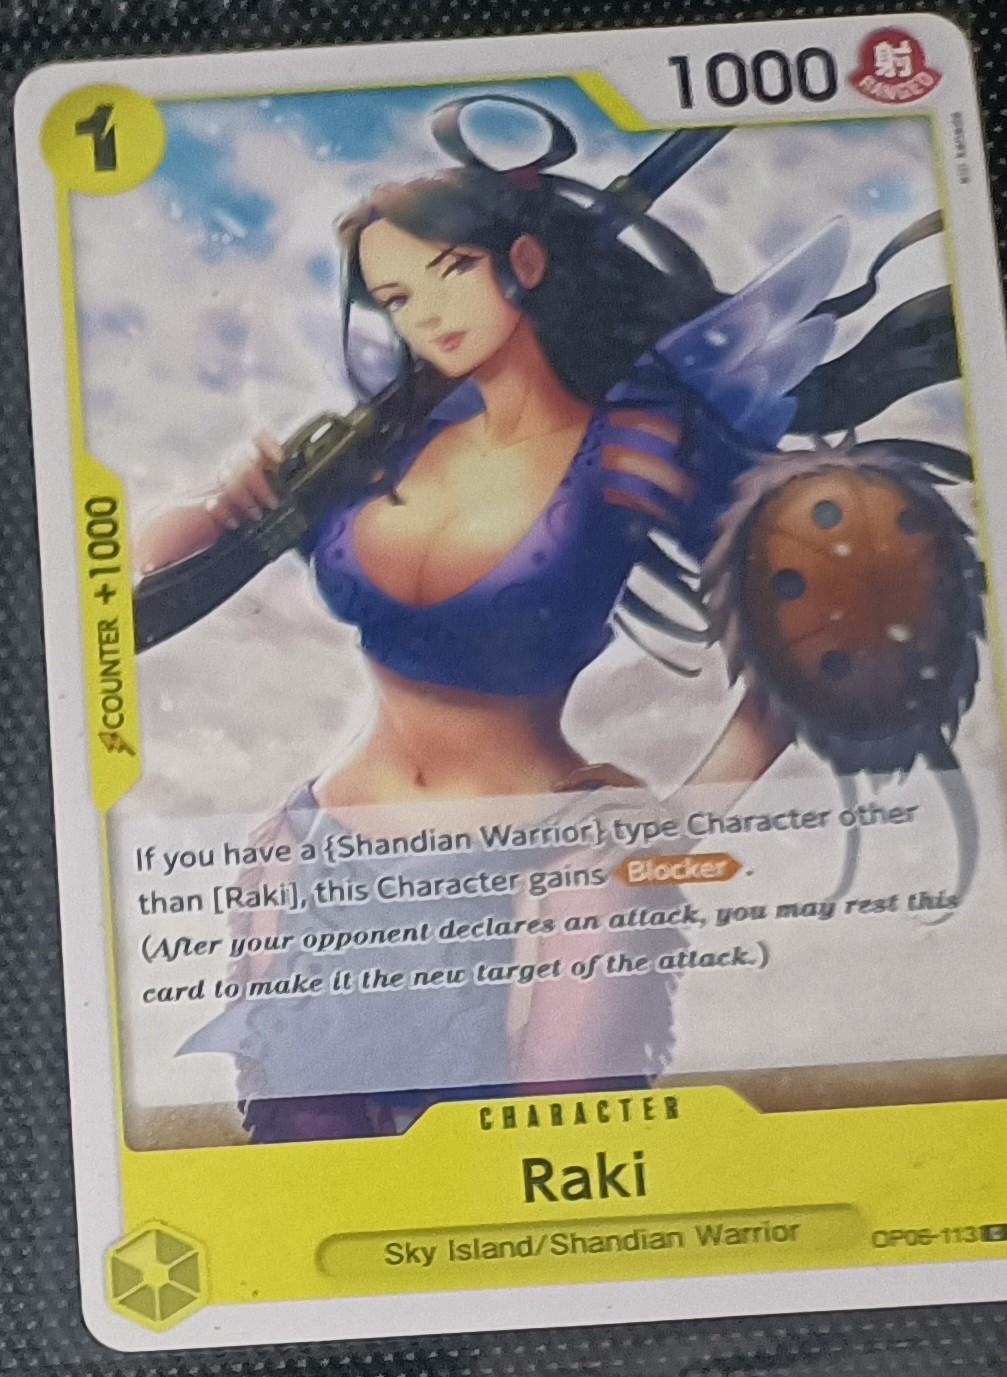 1
1000
射
RANGED
COUNTER +1000
If you have a {Shandian Warrior} type Character other
than [Raki], this Character gains Blocker.
(After your opponent declares an attack, you may rest this
card to make it the new target of the attack.)
CHARACTER
Raki
Sky Island/Shandian Warrior
OP06-113 C